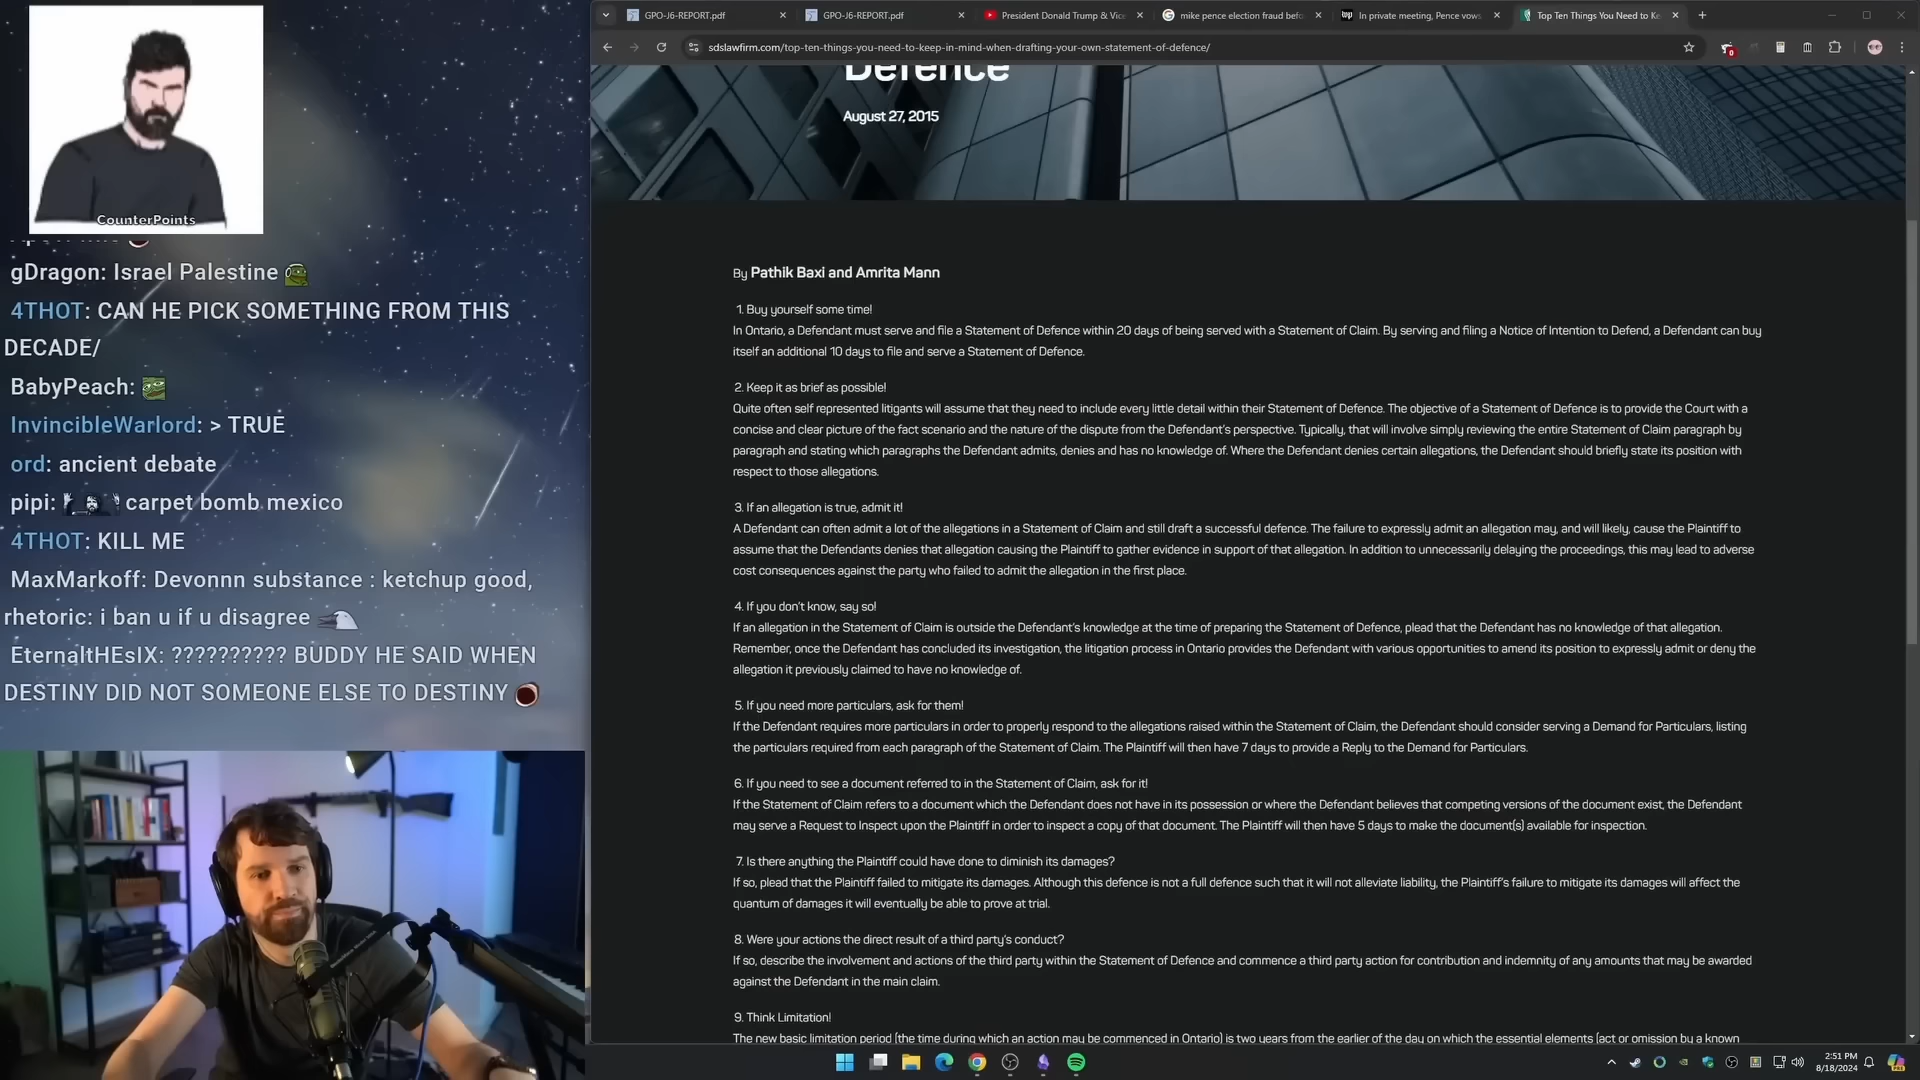 GPO-J6-REPORT.pdf
GPO-J6-REPORT.pdf
President Donald Trump & Vice
mike pence election fraud befo
In private meeting, Pence vows
Top Ten Things You Need to Ke
sdslawfirm.com/top-ten-things-you-need-to-keep-in-mind-when-drafting-your-own-statement-of-defence/
0
Defence
August 27, 2015
By Pathik Baxi and Amrita Mann
1. Buy yourself some time!
In Ontario, a Defendant must serve and file a Statement of Defence within 20 days of being served with a Statement of Claim. By serving and filing a Notice of Intention to Defend, a Defendant can buy
itself an additional 10 days to file and serve a Statement of Defence.
2. Keep it as brief as possible!
Quite often self represented litigants will assume that they need to include every little detail within their Statement of Defence. The objective of a Statement of Defence is to provide the Court with a
concise and clear picture of the fact scenario and the nature of the dispute from the Defendant's perspective. Typically, that will involve simply reviewing the entire Statement of Claim paragraph by
paragraph and stating which paragraphs the Defendant admits, denies and has no knowledge of. Where the Defendant denies certain allegations, the Defendant should briefly state its position with
respect to those allegations.
3. If an allegation is true, admit it!
A Defendant can often admit a lot of the allegations in a Statement of Claim and still draft a successful defence. The failure to expressly admit an allegation may, and will likely, cause the Plaintiff to
assume that the Defendants denies that allegation causing the Plaintiff to gather evidence in support of that allegation. In addition to unnecessarily delaying the proceedings, this may lead to adverse
cost consequences against the party who failed to admit the allegation in the first place.
4. If you don't know, say so!
If an allegation in the Statement of Claim is outside the Defendant's knowledge at the time of preparing the Statement of Defence, plead that the Defendant has no knowledge of that allegation.
Remember, once the Defendant has concluded its investigation, the litigation process in Ontario provides the Defendant with various opportunities to amend its position to expressly admit or deny the
allegation it previously claimed to have no knowledge of.
5. If you need more particulars, ask for them!
If the Defendant requires more particulars in order to properly respond to the allegations raised within the Statement of Claim, the Defendant should consider serving a Demand for Particulars, listing
the particulars required from each paragraph of the Statement of Claim. The Plaintiff will then have 7 days to provide a Reply to the Demand for Particulars.
6. If you need to see a document referred to in the Statement of Claim, ask for it!
If the Statement of Claim refers to a document which the Defendant does not have in its possession or where the Defendant believes that competing versions of the document exist, the Defendant
may serve a Request to Inspect upon the Plaintiff in order to inspect a copy of that document. The Plaintiff will then have 5 days to make the document(s) available for inspection.
7. Is there anything the Plaintiff could have done to diminish its damages?
If so, plead that the Plaintiff failed to mitigate its damages. Although this defence is not a full defence such that it will not alleviate liability, the Plaintiff's failure to mitigate its damages will affect the
quantum of damages it will eventually be able to prove at trial.
8. Were your actions the direct result of a third party's conduct?
If so, describe the involvement and actions of the third party within the Statement of Defence and commence a third party action for contribution and indemnity of any amounts that may be awarded
against the Defendant in the main claim.
9. Think Limitation!
The new basic limitation period (the time during which an action may be commenced in Ontario) is two years from the earlier of the day on which the essential elements (act or omission by a known
CounterPoints
gDragon: Israel Palestine
4THOT: CAN HE PICK SOMETHING FROM THIS
DECADE/
BabyPeach:
InvincibleWarlord: > TRUE
ord: ancient debate
pipi: carpet bomb mexico
4THOT: KILL ME
MaxMarkoff: Devonnn substance : ketchup good,
rhetoric: i ban u if u disagree
EternaltHEsIX: ?????????? BUDDY HE SAID WHEN
DESTINY DID NOT SOMEONE ELSE TO DESTINY
2:51 PM
8/18/2024